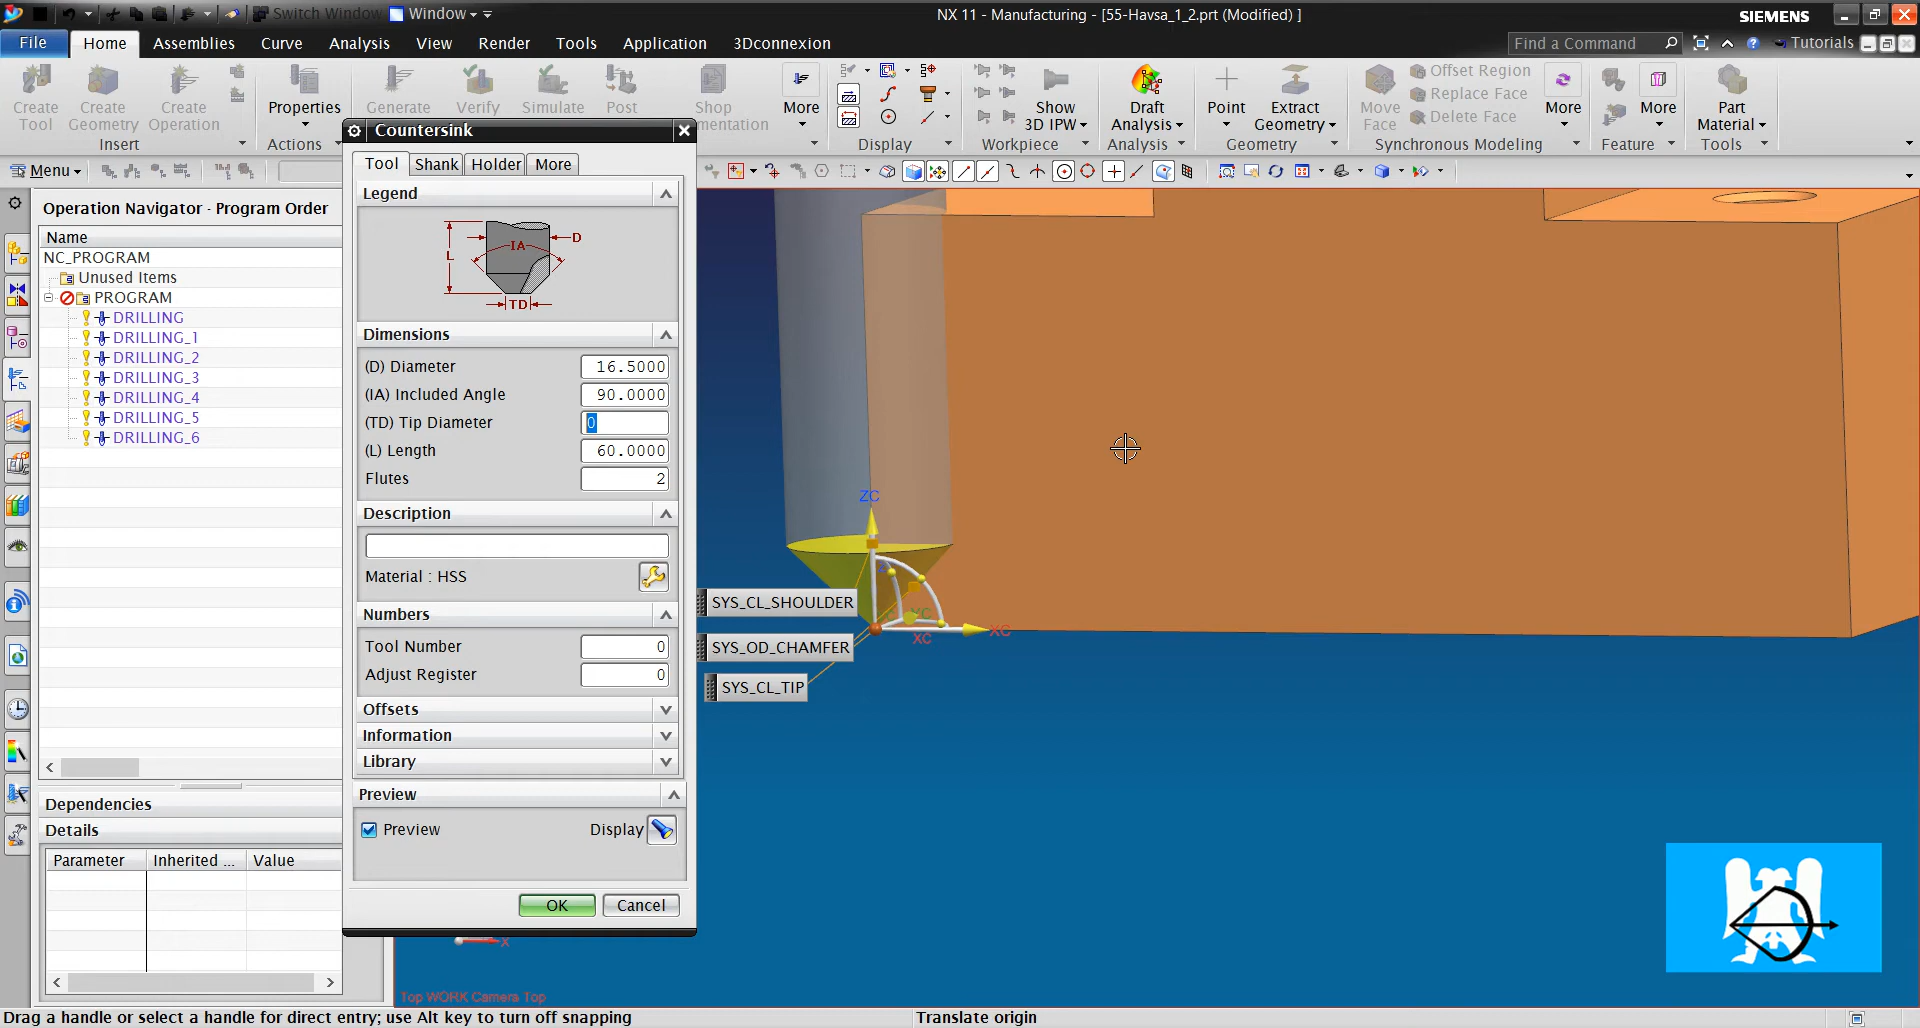 Switch Window
Window
NX 11 - Manufacturing - [55-Havsa_1_2.prt (Modified) ]
SIEMENS
File
Home
Assemblies
Curve
Analysis
View
Render
Tools
Application
3Dconnexion
Find a Command
Tutorials
Create Tool
Create Geometry
Create Operation
Properties
Generate
Verify
Simulate
Post
Shop
mentation
More
Show 3D IPW
Draft Analysis
Point
Extract Geometry
Move Face
Offset Region
Replace Face
Delete Face
More
More
Part Material
Insert
Actions
Display
Workpiece
Analysis
Geometry
Synchronous Modeling
Feature
Tools
Menu
Operation Navigator - Program Order
Name
NC_PROGRAM
Unused Items
PROGRAM
DRILLING
DRILLING_1
DRILLING_2
DRILLING_3
DRILLING_4
DRILLING_5
DRILLING_6
Dependencies
Details
Parameter
Inherited ...
Value
Countersink
Tool
Shank
Holder
More
Legend
D
IA
L
TD
Dimensions
(D) Diameter
16.5000
(IA) Included Angle
90.0000
(TD) Tip Diameter
0
(L) Length
60.0000
Flutes
2
Description
Material : HSS
Numbers
Tool Number
0
Adjust Register
0
Offsets
Information
Library
Preview
Preview
Display
OK
Cancel
ZC
YC
XC
XC
SYS_CL_SHOULDER
SYS_OD_CHAMFER
SYS_CL_TIP
X
Top WORK Camera Top
Drag a handle or select a handle for direct entry; use Alt key to turn off snapping
Translate origin